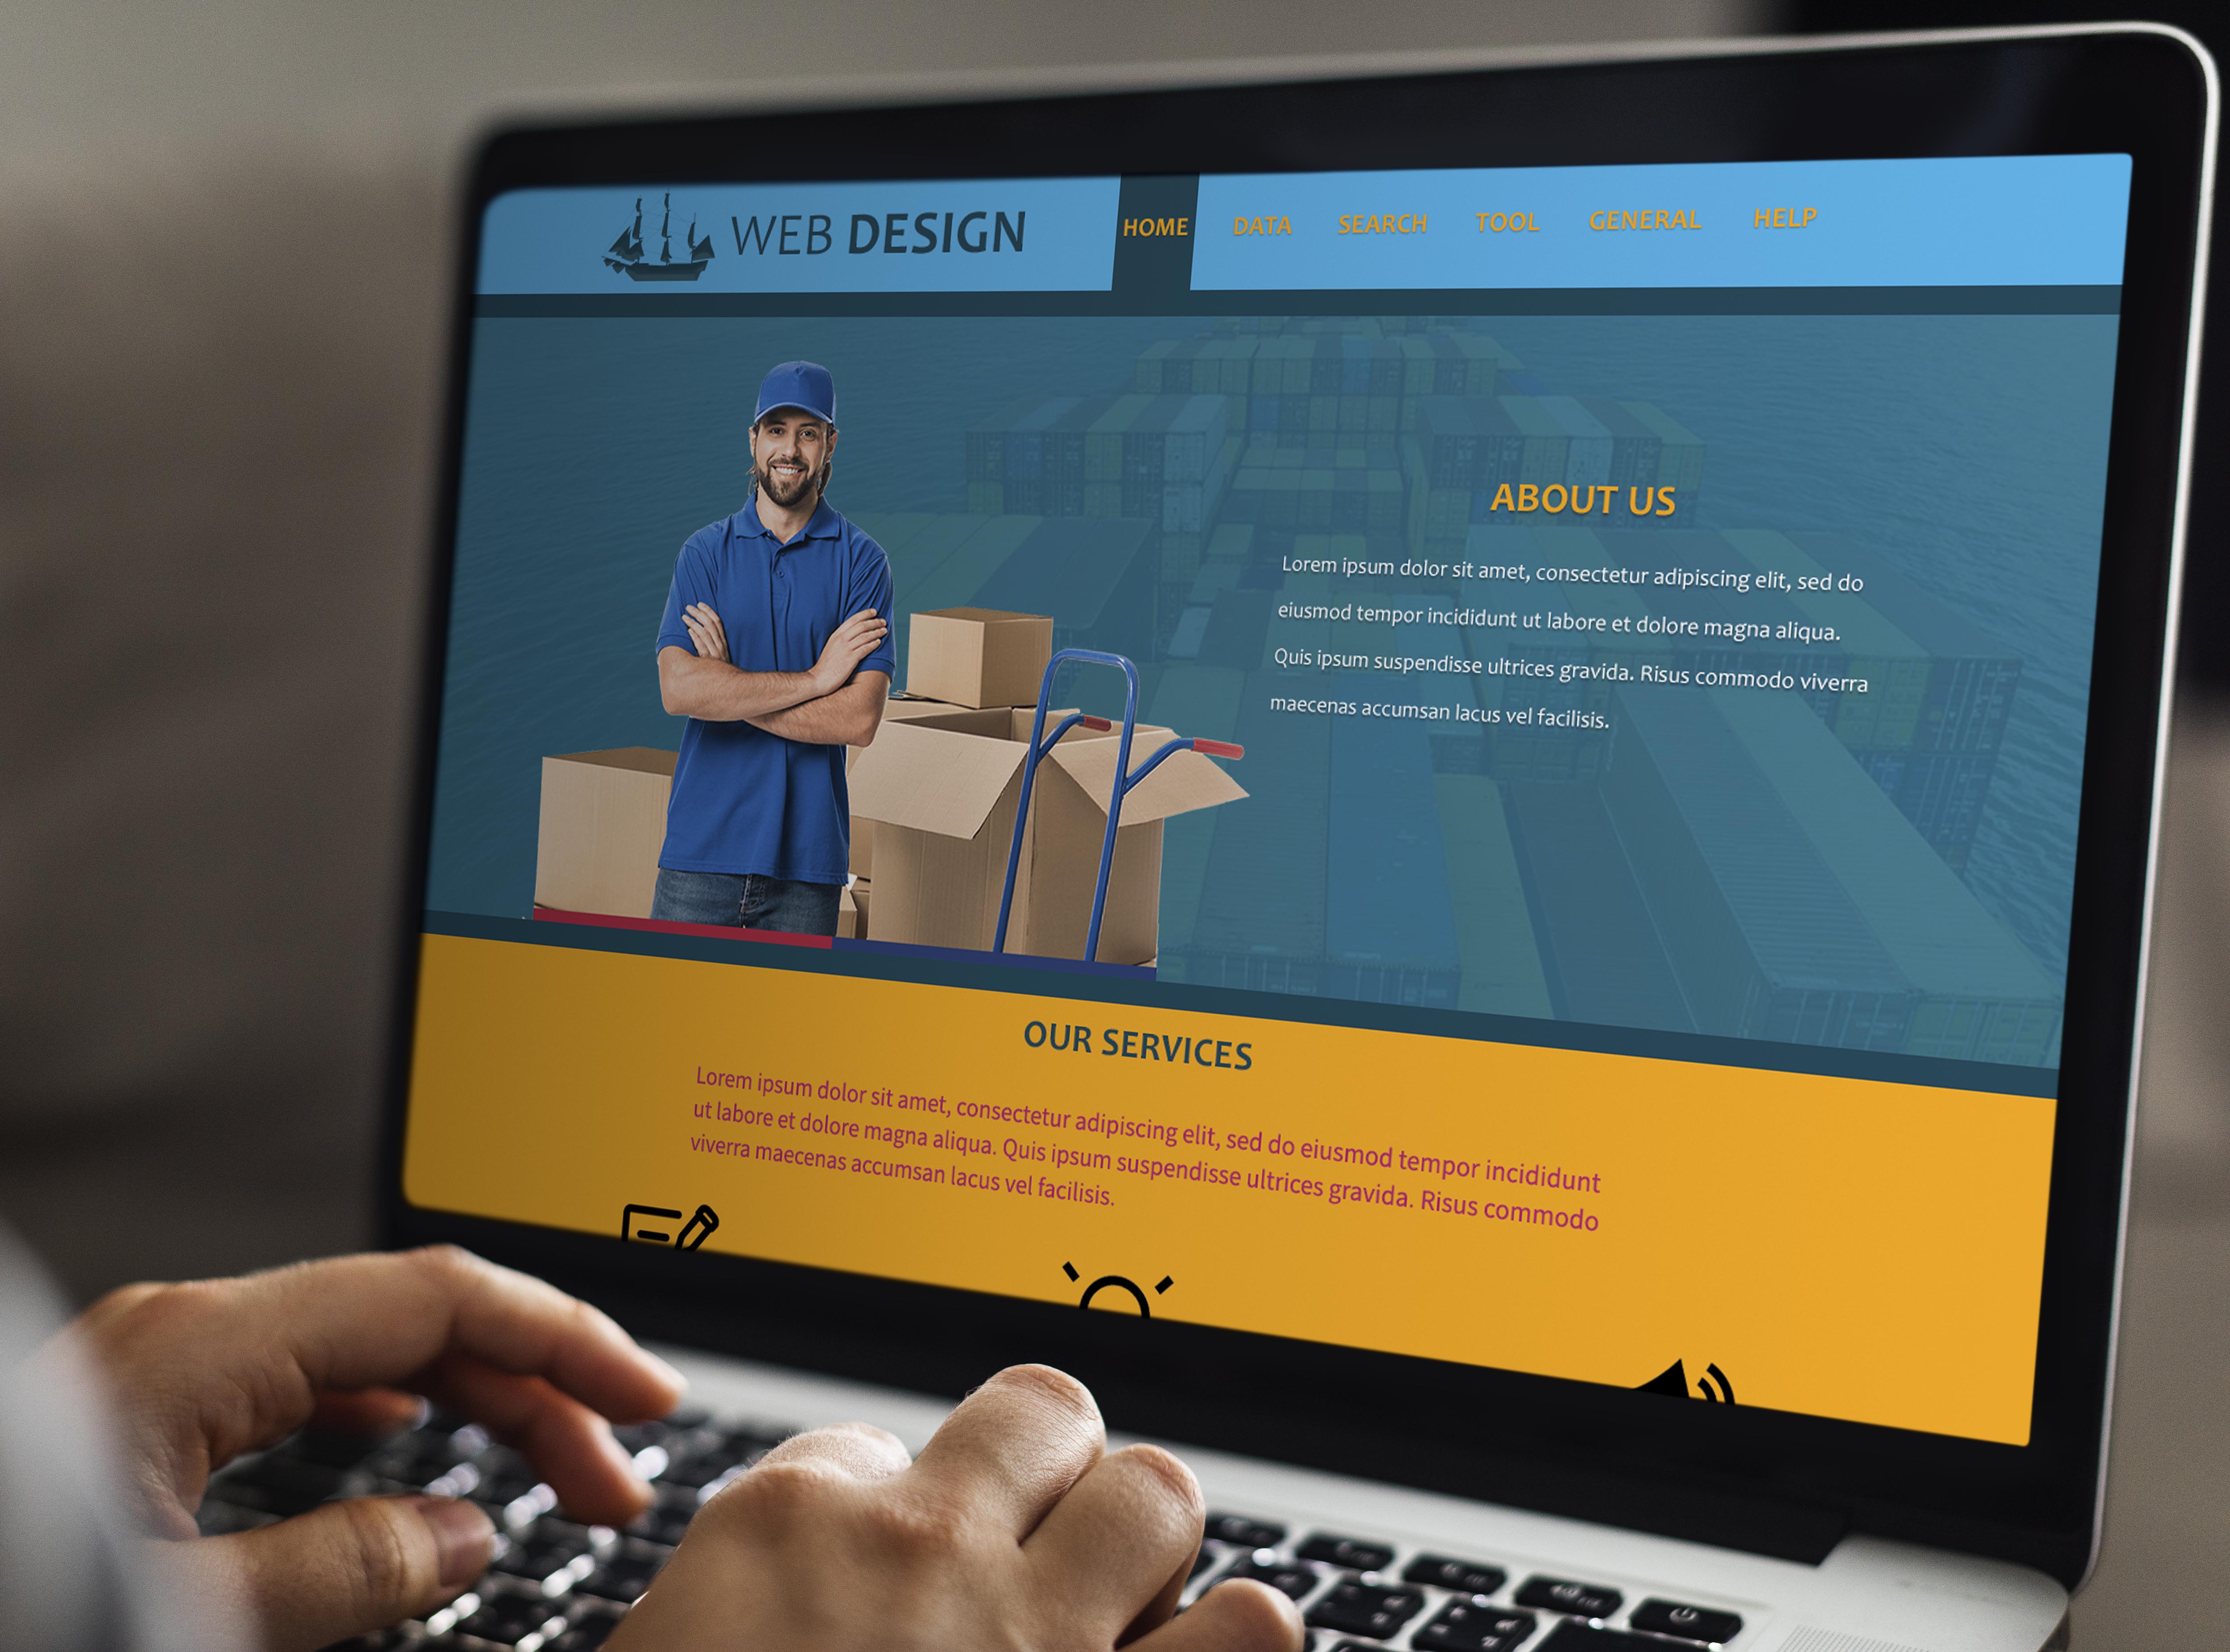 WEB DESIGN
HOME DATA SEARCH TOOL GENERAL HELP
ABOUT US
Lorem ipsum dolor sit amet, consectetur adipiscing elit, sed do
eiusmod tempor incididunt ut labore et dolore magna aliqua.
Quis ipsum suspendisse ultrices gravida. Risus commodo viverra
maecenas accumsan lacus vel facilisis.
OUR SERVICES
Lorem ipsum dolor sit amet, consectetur adipiscing elit, sed do eiusmod tempor incididunt
ut labore et dolore magna aliqua. Quis ipsum suspendisse ultrices gravida. Risus commodo
viverra maecenas accumsan lacus vel facilisis.